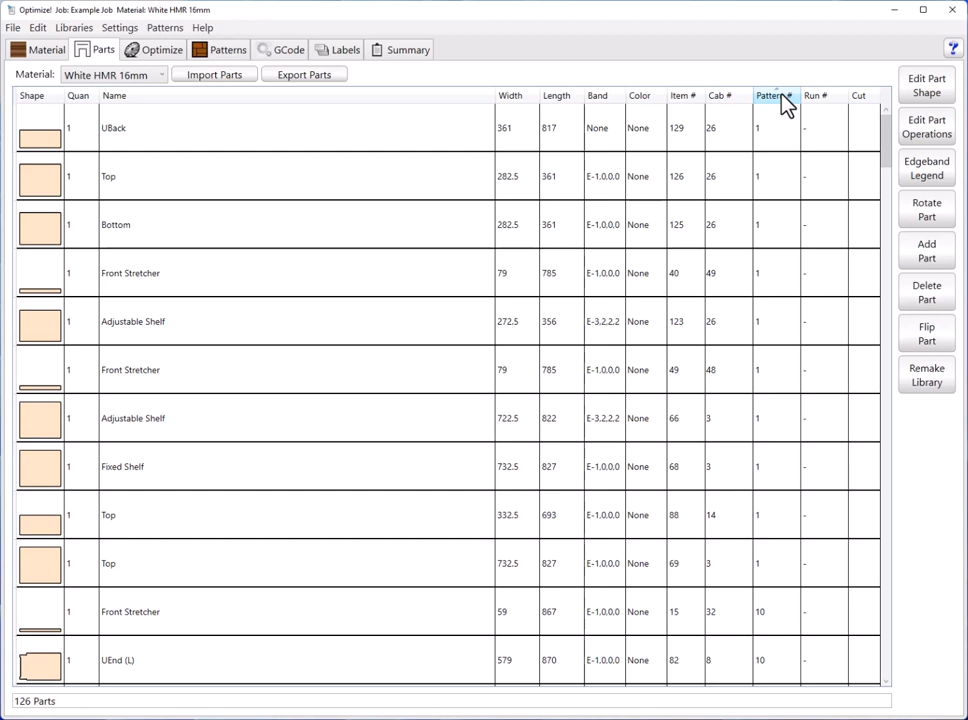 Optimize! Job: Example Job Material: White HMR 16mm
File Edit Libraries Settings Patterns Help
Material Parts Optimize Patterns GCode Labels Summary ?
Material: White HMR 16mm Import Parts Export Parts
Shape Quan Name Width Length Band Color Item # Cab # Pattern # Run # Cut
1 UBack 361 817 None None 129 26 1 -
1 Top 282.5 361 E-1,0,0,0 None 126 26 1 -
1 Bottom 282.5 361 E-1,0,0,0 None 125 26 1 -
1 Front Stretcher 79 785 E-1,0,0,0 None 40 49 1 -
1 Adjustable Shelf 272.5 356 E-3,2,2,2 None 123 26 1 -
1 Front Stretcher 79 785 E-1,0,0,0 None 49 48 1 -
1 Adjustable Shelf 722.5 822 E-3,2,2,2 None 66 3 1 -
1 Fixed Shelf 732.5 827 E-1,0,0,0 None 68 3 1 -
1 Top 332.5 693 E-1,0,0,0 None 88 14 1 -
1 Top 732.5 827 E-1,0,0,0 None 69 3 1 -
1 Front Stretcher 59 867 E-1,0,0,0 None 15 32 10 -
1 UEnd (L) 579 870 E-1,0,0,0 None 82 8 10 -
Edit Part
Shape
Edit Part
Operations
Edgeband
Legend
Rotate
Part
Add
Part
Delete
Part
Flip
Part
Remake
Library
126 Parts